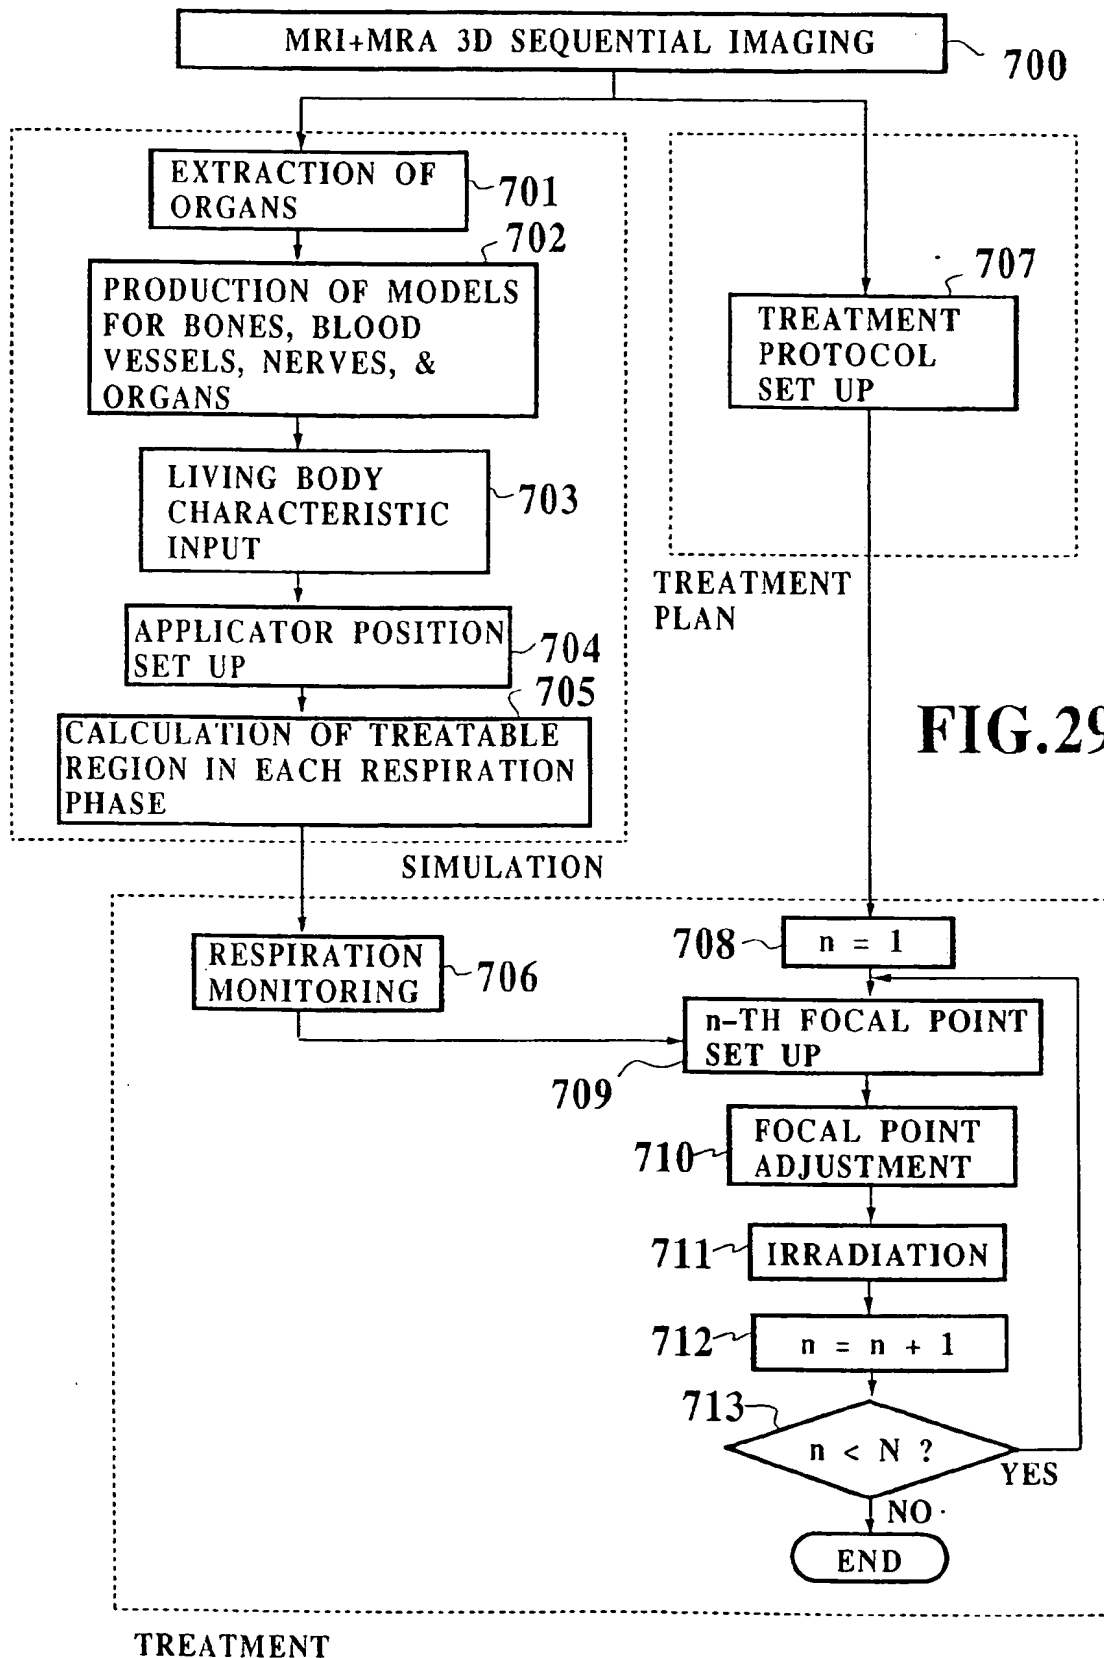 MRI+MRA 3D SEQUENTIAL IMAGING
700
EXTRACTION OF
ORGANS
701
702
PRODUCTION OF MODELS
FOR BONES, BLOOD
VESSELS, NERVES, &
ORGANS
LIVING BODY
CHARACTERISTIC
INPUT
703
APPLICATOR POSITION
SET UP
704
705
CALCULATION OF TREATABLE
REGION IN EACH RESPIRATION
PHASE
SIMULATION
707
TREATMENT
PROTOCOL
SET UP
TREATMENT
PLAN
FIG.29
RESPIRATION
MONITORING
706
708
n = 1
n-TH FOCAL POINT
SET UP
709
710
FOCAL POINT
ADJUSTMENT
711
IRRADIATION
712
n = n + 1
713
n < N ?
YES
NO
END
TREATMENT